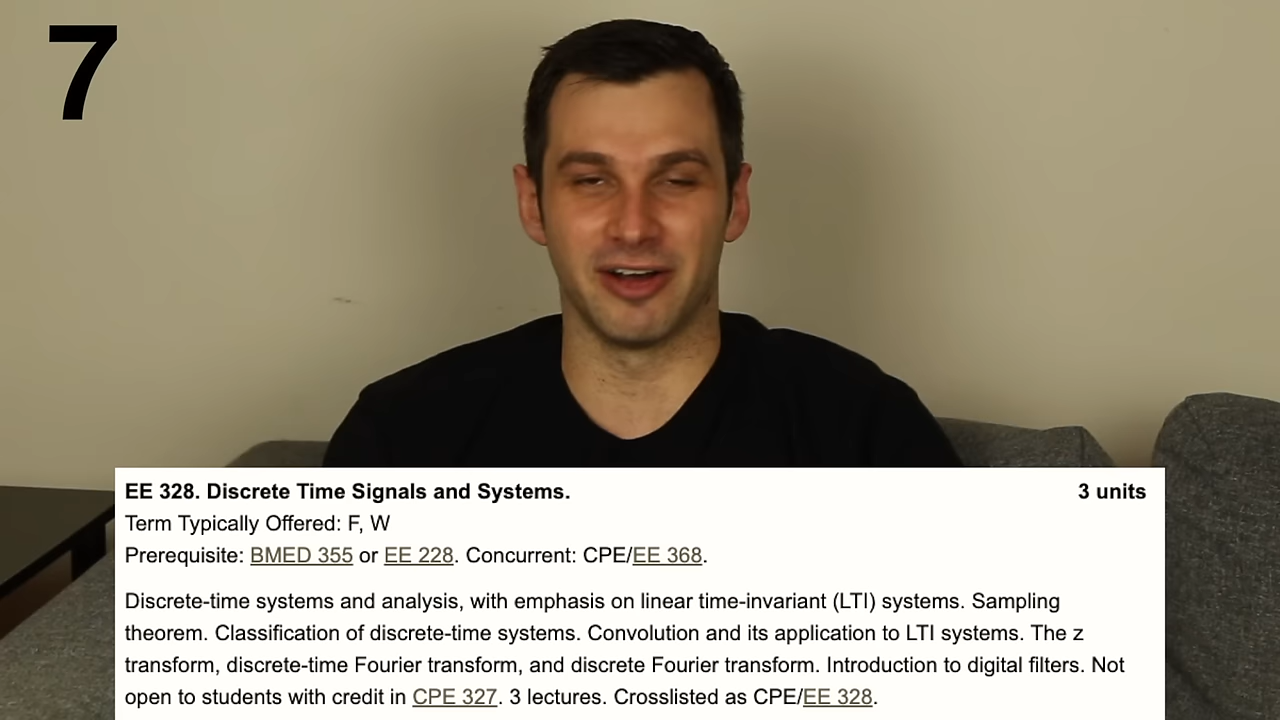 7
EE 328. Discrete Time Signals and Systems. 3 units
Term Typically Offered: F, W
Prerequisite: BMED 355 or EE 228. Concurrent: CPE/EE 368.
Discrete-time systems and analysis, with emphasis on linear time-invariant (LTI) systems. Sampling
theorem. Classification of discrete-time systems. Convolution and its application to LTI systems. The z
transform, discrete-time Fourier transform, and discrete Fourier transform. Introduction to digital filters. Not
open to students with credit in CPE 327. 3 lectures. Crosslisted as CPE/EE 328.